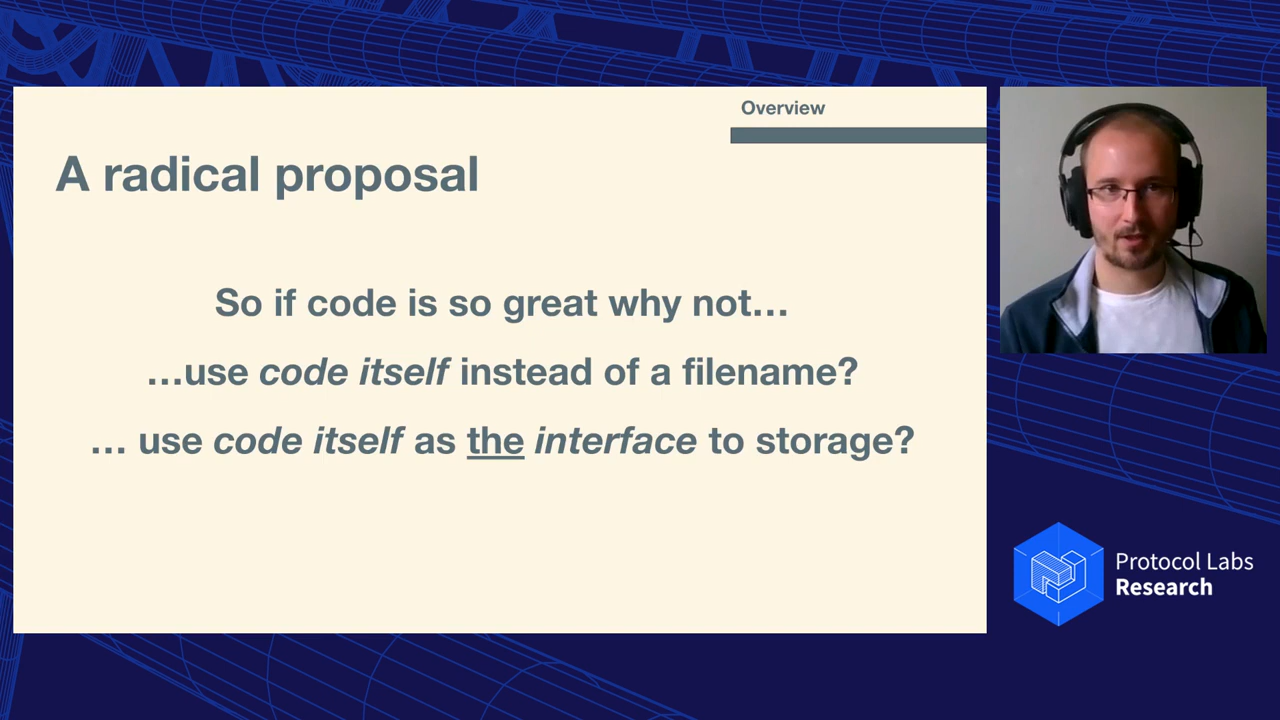 Overview
A radical proposal
So if code is so great why not…
…use code itself instead of a filename?
… use code itself as the interface to storage?
Protocol Labs
Research